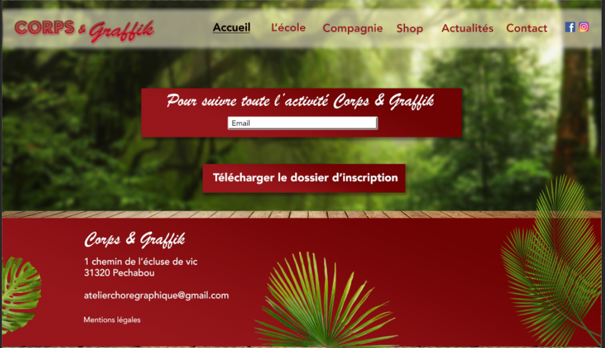 CORPS & Graffik
Accueil L'école Compagnie Shop Actualités Contact
Pour suivre toute l'activité Corps & Graffik
Email
Télécharger le dossier d'inscription
Corps & Graffik
1 chemin de l'écluse de vic
31320 Pechabou
atelierchoregraphique@gmail.com
Mentions légales